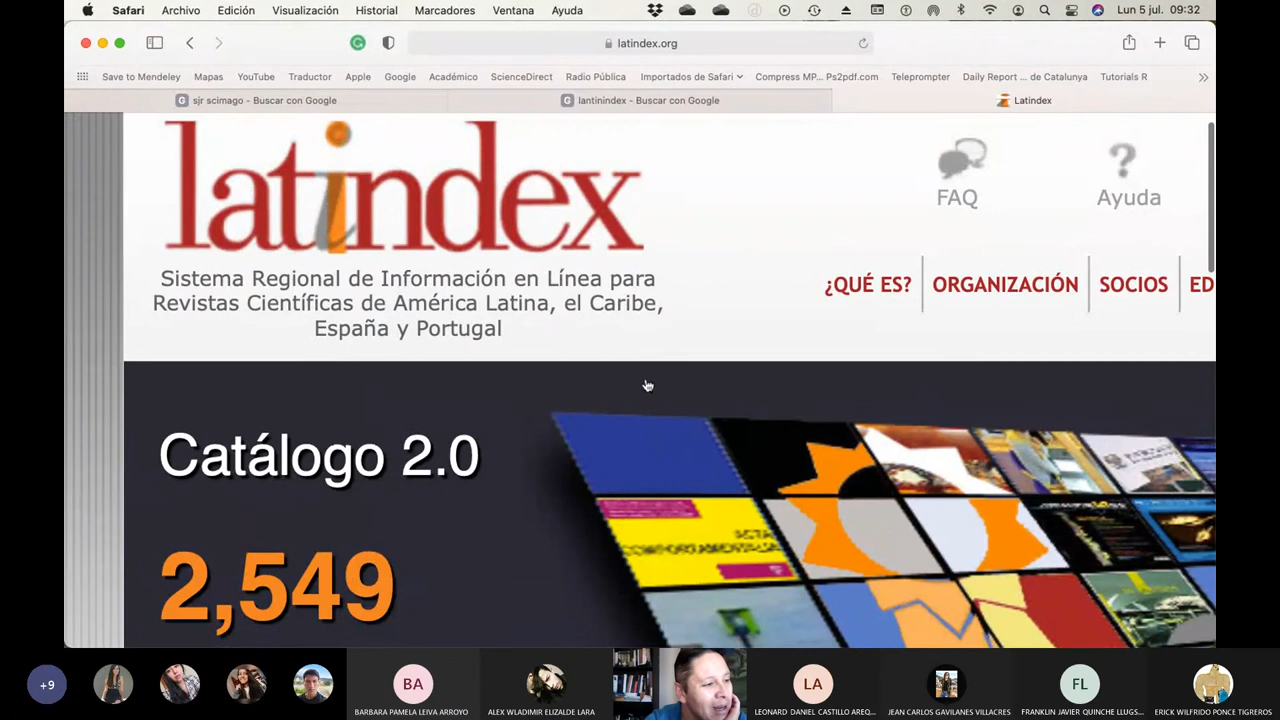 Safari Archivo Edición Visualización Historial Marcadores Ventana Ayuda Lun 5 jul. 09:32
latindex.org
Save to Mendeley Mapas YouTube Traductor Apple Google Académico ScienceDirect Radio Pública Importados de Safari Compress MP... Ps2pdf.com Teleprompter Daily Report ... de Catalunya Tutorials R
sjr scimago - Buscar con Google lantinindex - Buscar con Google Latindex
latindex
FAQ Ayuda
Sistema Regional de Información en Línea para
Revistas Científicas de América Latina, el Caribe,
España y Portugal
¿QUÉ ES? ORGANIZACIÓN SOCIOS ED
Catálogo 2.0
2,549
+9 BA LA FL
BARBARA PAMELA LEIVA ARROYO ALEX WLADIMIR ELIZALDE LARA LEONARD DANIEL CASTILLO AREQ... JEAN CARLOS GAVILANES VILLACRES FRANKLIN JAVIER QUINCHE LLUGS... ERICK WILFRIDO PONCE TIGREROS